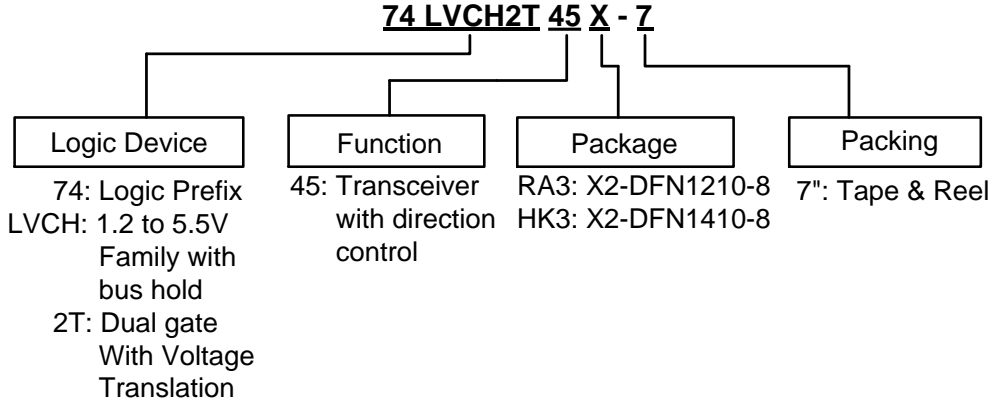 74 LVCH2T 45 X - 7
Logic Device
74: Logic Prefix
LVCH: 1.2 to 5.5V
Family with
bus hold
2T: Dual gate
With Voltage
Translation
Function
45: Transceiver
with direction
control
Package
RA3: X2-DFN1210-8
HK3: X2-DFN1410-8
Packing
7": Tape & Reel